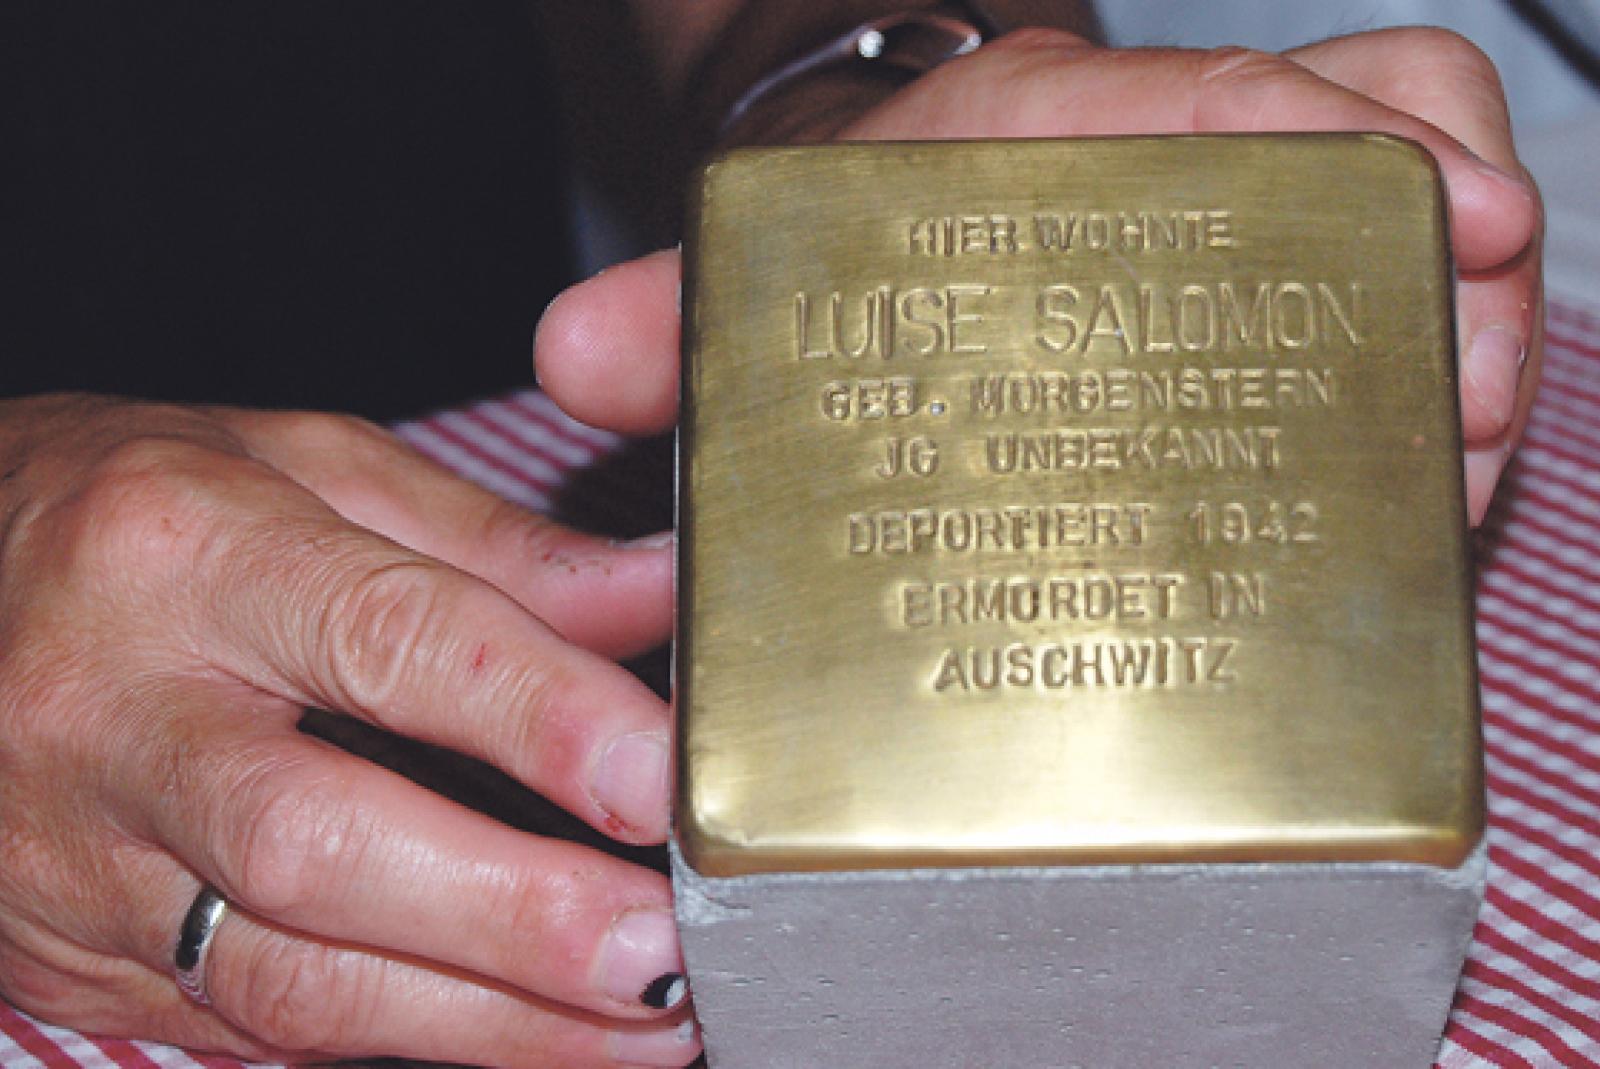 HIER WOHNTE
LUISE SALOMON
GEB. MORGENSTERN
JG UNBEKANNT
DEPORTIERT 1942
ERMORDET IN
AUSCHWITZ